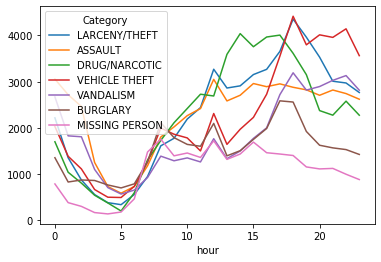 Category
LARCENY/THEFT
ASSAULT
DRUG/NARCOTIC
VEHICLE THEFT
VANDALISM
BURGLARY
MISSING PERSON
4000
3000
2000
1000
0
0 5 10 15 20
hour